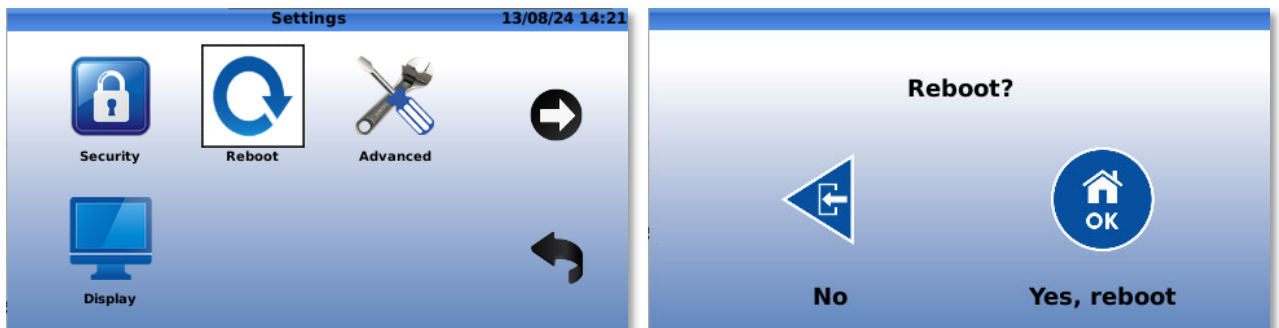 Settings 13/08/24 14:21
Security Reboot Advanced
Display
Reboot?
OK
No Yes, reboot